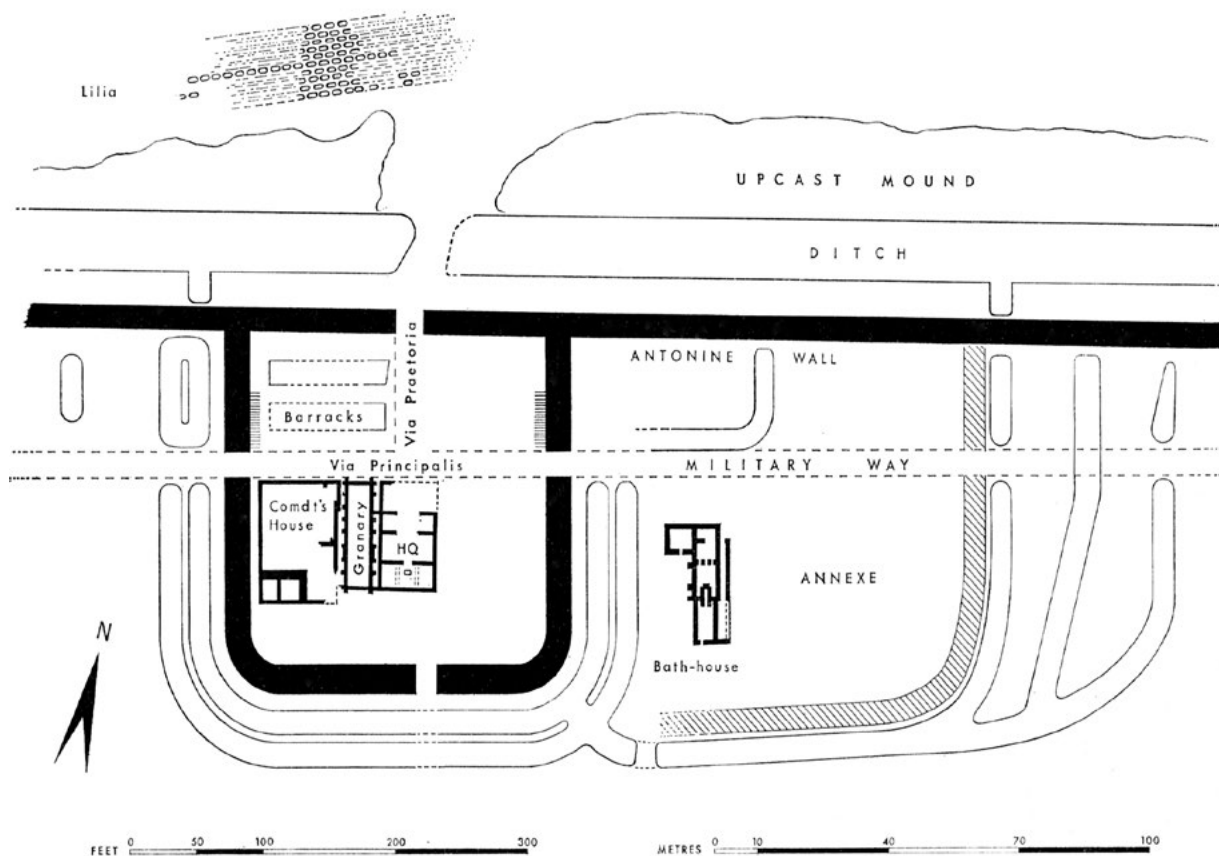 Lilia
UPCAST MOUND
DITCH
ANTONINE WALL
Via Praetoria
Barracks
Via Principalis
MILITARY WAY
Comdt's
House
Granary
HQ
ANNEXE
Bath-house
N
FEET 0 50 100 200 300
METRES 0 10 40 70 100